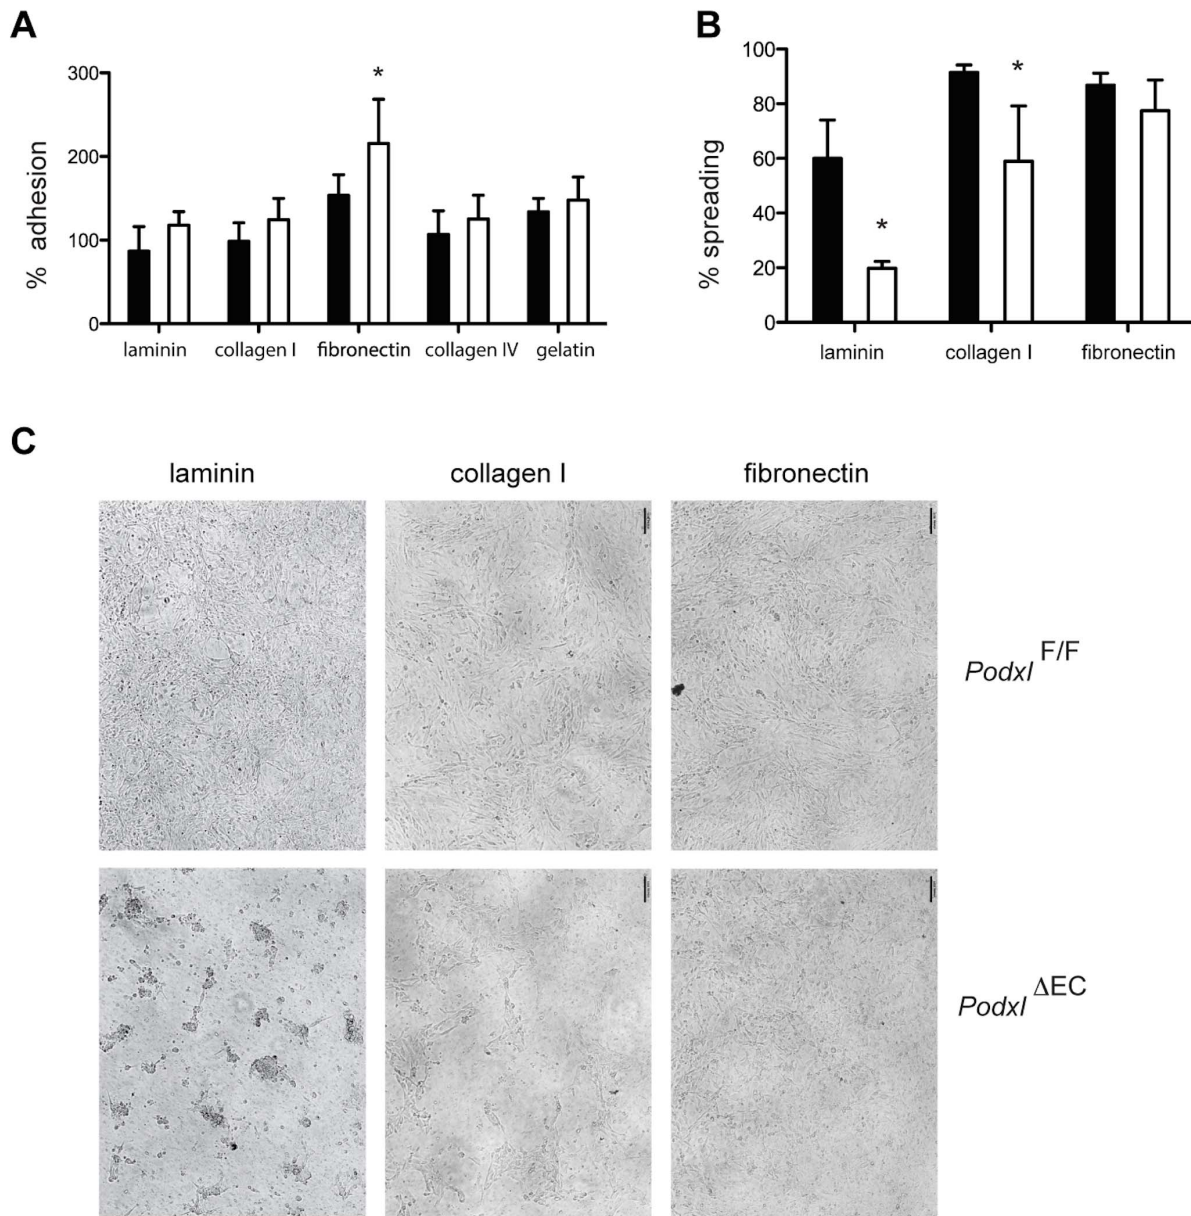 A
300
200
100
0
% adhesion
*
laminin collagen I fibronectin collagen IV gelatin
B
100
80
60
40
20
0
% spreading
*
*
laminin collagen I fibronectin
C
laminin collagen I fibronectin
Podxl F/F
Podxl ΔEC